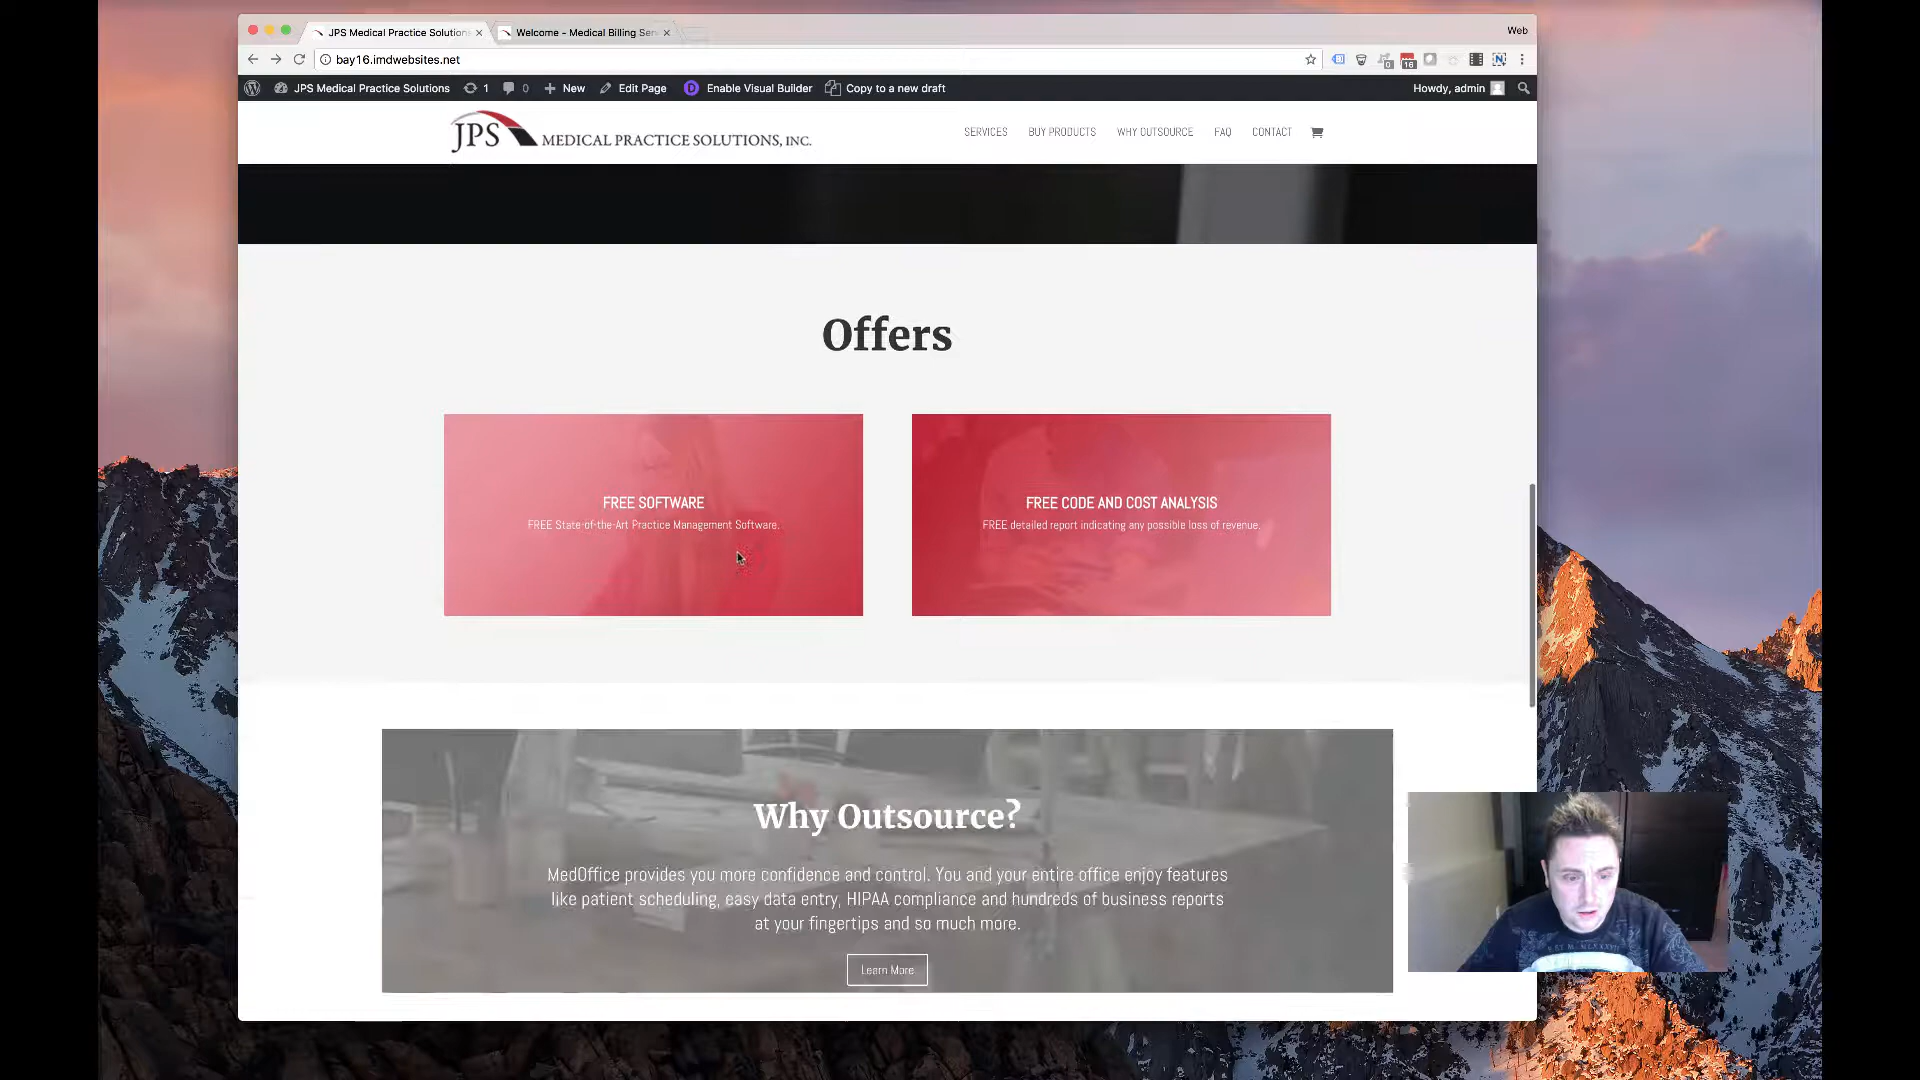 JPS Medical Practice Solutions
Welcome - Medical Billing Ser
Web
bay16.imdwebsites.net
0
16
N
JPS Medical Practice Solutions
1
0
New
Edit Page
D
Enable Visual Builder
Copy to a new draft
Howdy, admin
JPS MEDICAL PRACTICE SOLUTIONS, INC.
SERVICES
BUY PRODUCTS
WHY OUTSOURCE
FAQ
CONTACT
Offers
FREE SOFTWARE
FREE State-of-the-Art Practice Management Software.
FREE CODE AND COST ANALYSIS
FREE detailed report indicating any possible loss of revenue.
Why Outsource?
MedOffice provides you more confidence and control. You and your entire office enjoy features
like patient scheduling, easy data entry, HIPAA compliance and hundreds of business reports
at your fingertips and so much more.
Learn More